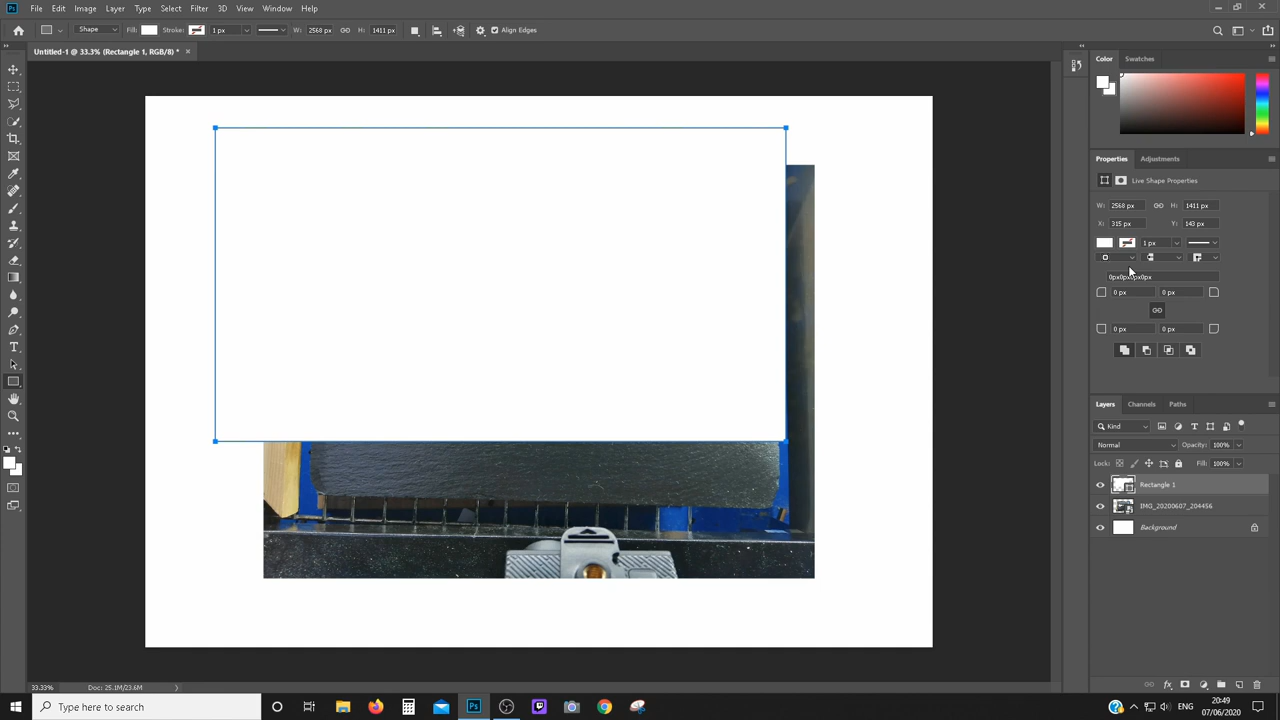 Ps File Edit Image Layer Type Select Filter 3D View Window Help
Shape Fill: Stroke: 1 px W: 2568 px H: 1411 px Align Edges
Untitled-1 @ 33.3% (Rectangle 1, RGB/8) * ×
Color Swatches
Properties Adjustments
Live Shape Properties
W: 2568 px H: 1411 px
X: 315 px Y: 143 px
1 px
0px0px0px0px
0 px 0 px
0 px 0 px
Layers Channels Paths
Kind
Normal Opacity: 100%
Lock: Fill: 100%
Rectangle 1
IMG_20200607_204456
Background
33.33% Doc: 25.1M/23.6M
Type here to search
Ps
ENG
20:49
07/06/2020